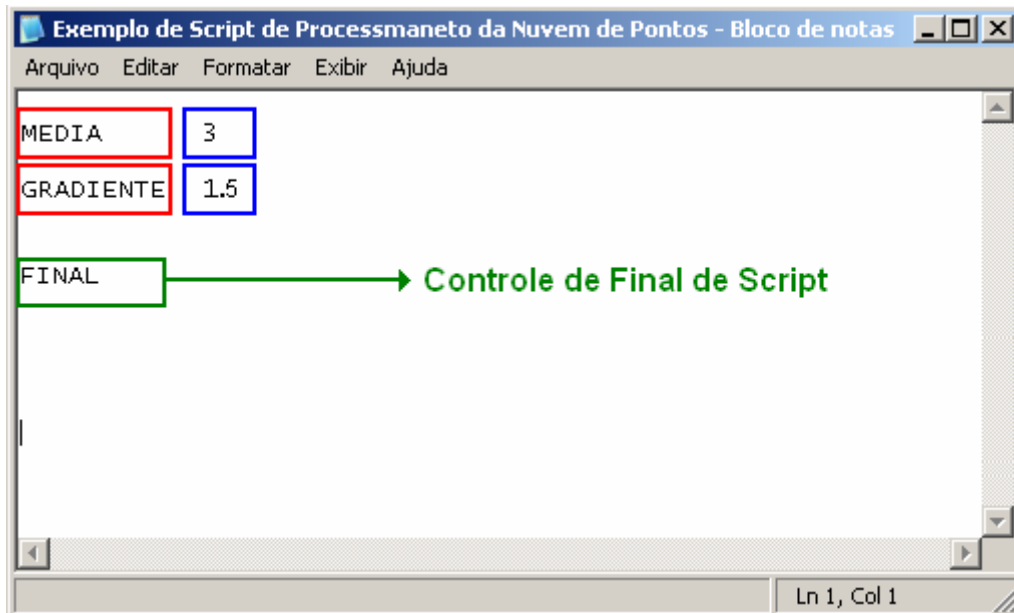 Exemplo de Script de Processmaneto da Nuvem de Pontos - Bloco de notas
Arquivo Editar Formatar Exibir Ajuda
MEDIA 3
GRADIENTE 1.5
FINAL Controle de Final de Script
Ln 1, Col 1